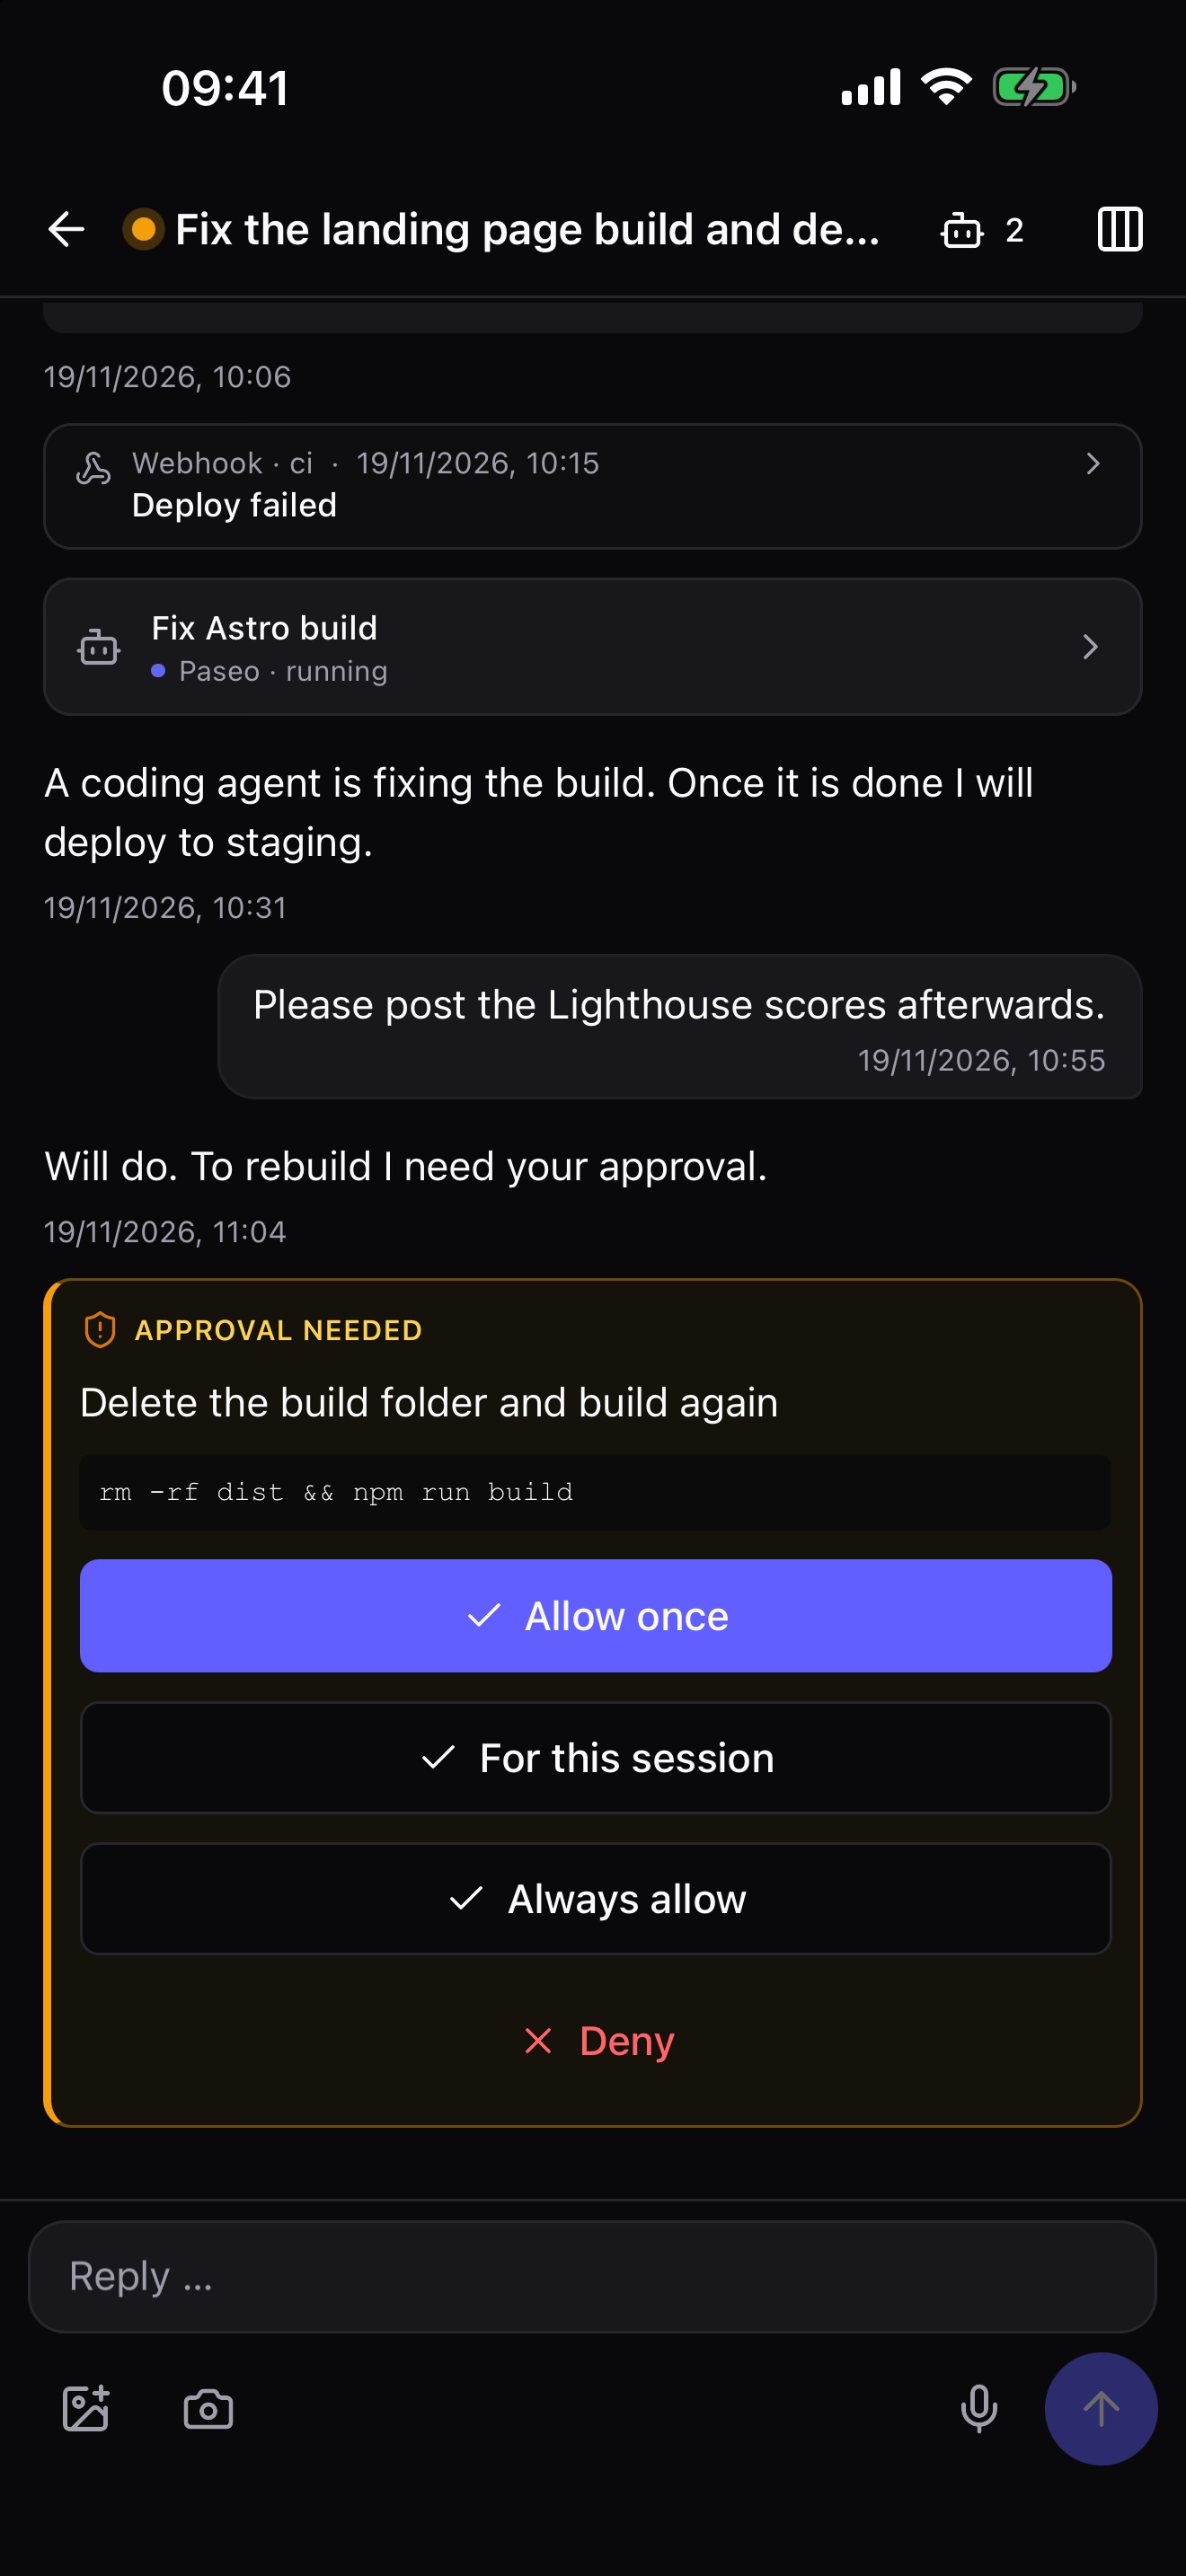 09:41
Fix the landing page build and de...
2
19/11/2026, 10:06
Webhook · ci · 19/11/2026, 10:15
Deploy failed
Fix Astro build
Paseo · running
A coding agent is fixing the build. Once it is done I will
deploy to staging.
19/11/2026, 10:31
Please post the Lighthouse scores afterwards.
19/11/2026, 10:55
Will do. To rebuild I need your approval.
19/11/2026, 11:04
APPROVAL NEEDED
Delete the build folder and build again
rm -rf dist && npm run build
Allow once
For this session
Always allow
Deny
Reply ...